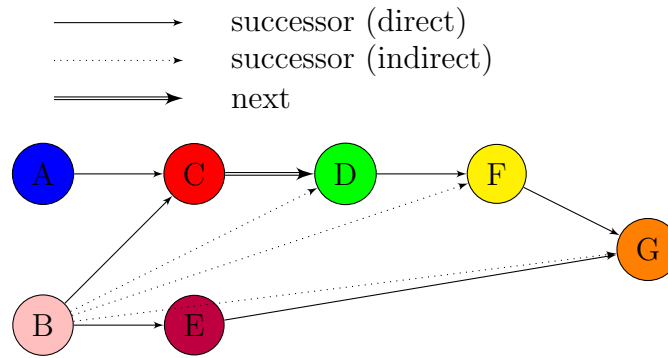 successor (direct)
successor (indirect)
next
A C D F
G
B E